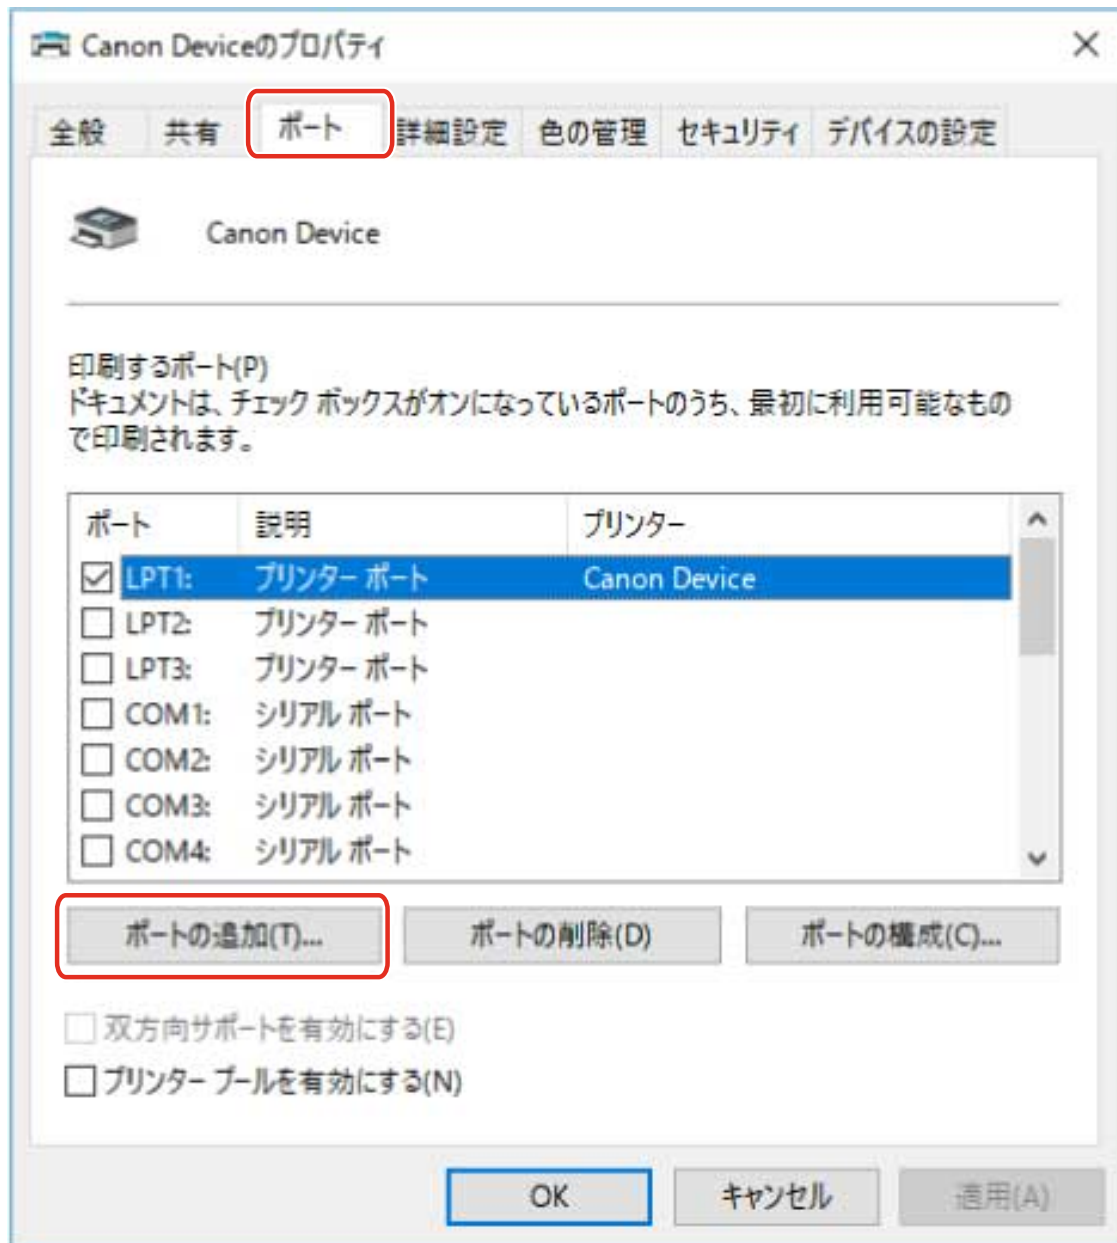 Canon Deviceのプロパティ
全般 共有 ポート 詳細設定 色の管理 セキュリティ デバイスの設定
Canon Device
印刷するポート(P)
ドキュメントは、チェック ボックスがオンになっているポートのうち、最初に利用可能なもの
で印刷されます。
ポート 説明 プリンター
LPT1: プリンター ポート Canon Device
LPT2: プリンター ポート
LPT3: プリンター ポート
COM1: シリアル ポート
COM2: シリアル ポート
COM3: シリアル ポート
COM4: シリアル ポート
ポートの追加(T)... ポートの削除(D) ポートの構成(C)...
双方向サポートを有効にする(E)
プリンター プールを有効にする(N)
OK キャンセル 適用(A)